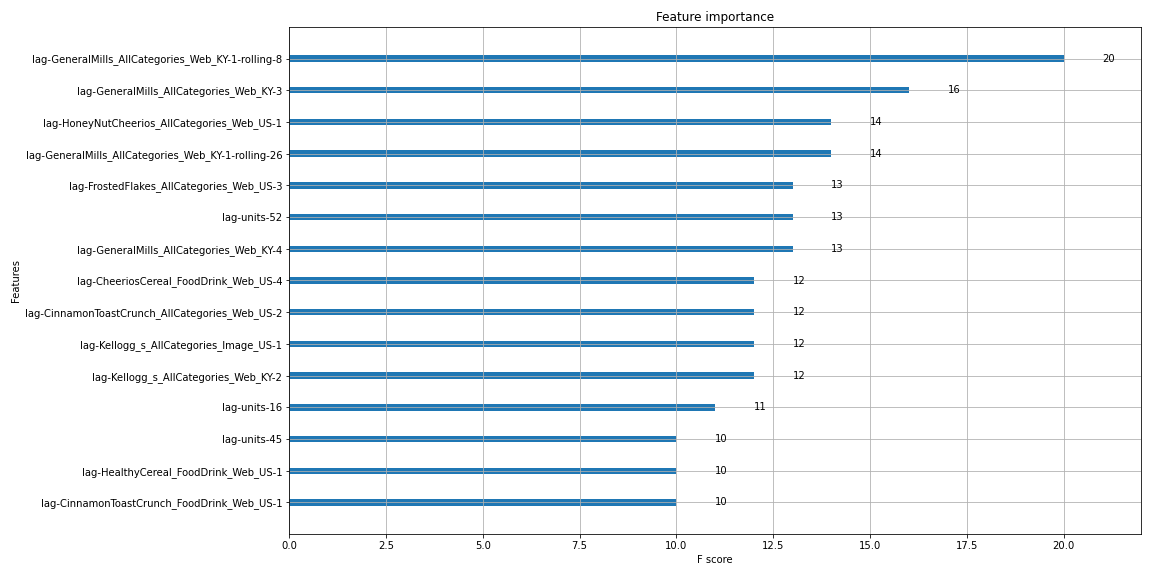 Feature importance
lag-GeneralMills_AllCategories_Web_KY-1-rolling-8 20
lag-GeneralMills_AllCategories_Web_KY-3 16
lag-HoneyNutCheerios_AllCategories_Web_US-1 14
lag-GeneralMills_AllCategories_Web_KY-1-rolling-26 14
lag-FrostedFlakes_AllCategories_Web_US-3 13
lag-units-52 13
lag-GeneralMills_AllCategories_Web_KY-4 13
Features
lag-CheeriosCereal_FoodDrink_Web_US-4 12
lag-CinnamonToastCrunch_AllCategories_Web_US-2 12
lag-Kellogg_s_AllCategories_Image_US-1 12
lag-Kellogg_s_AllCategories_Web_KY-2 12
lag-units-16 11
lag-units-45 10
lag-HealthyCereal_FoodDrink_Web_US-1 10
lag-CinnamonToastCrunch_FoodDrink_Web_US-1 10
0.0 2.5 5.0 7.5 10.0 12.5 15.0 17.5 20.0
F score